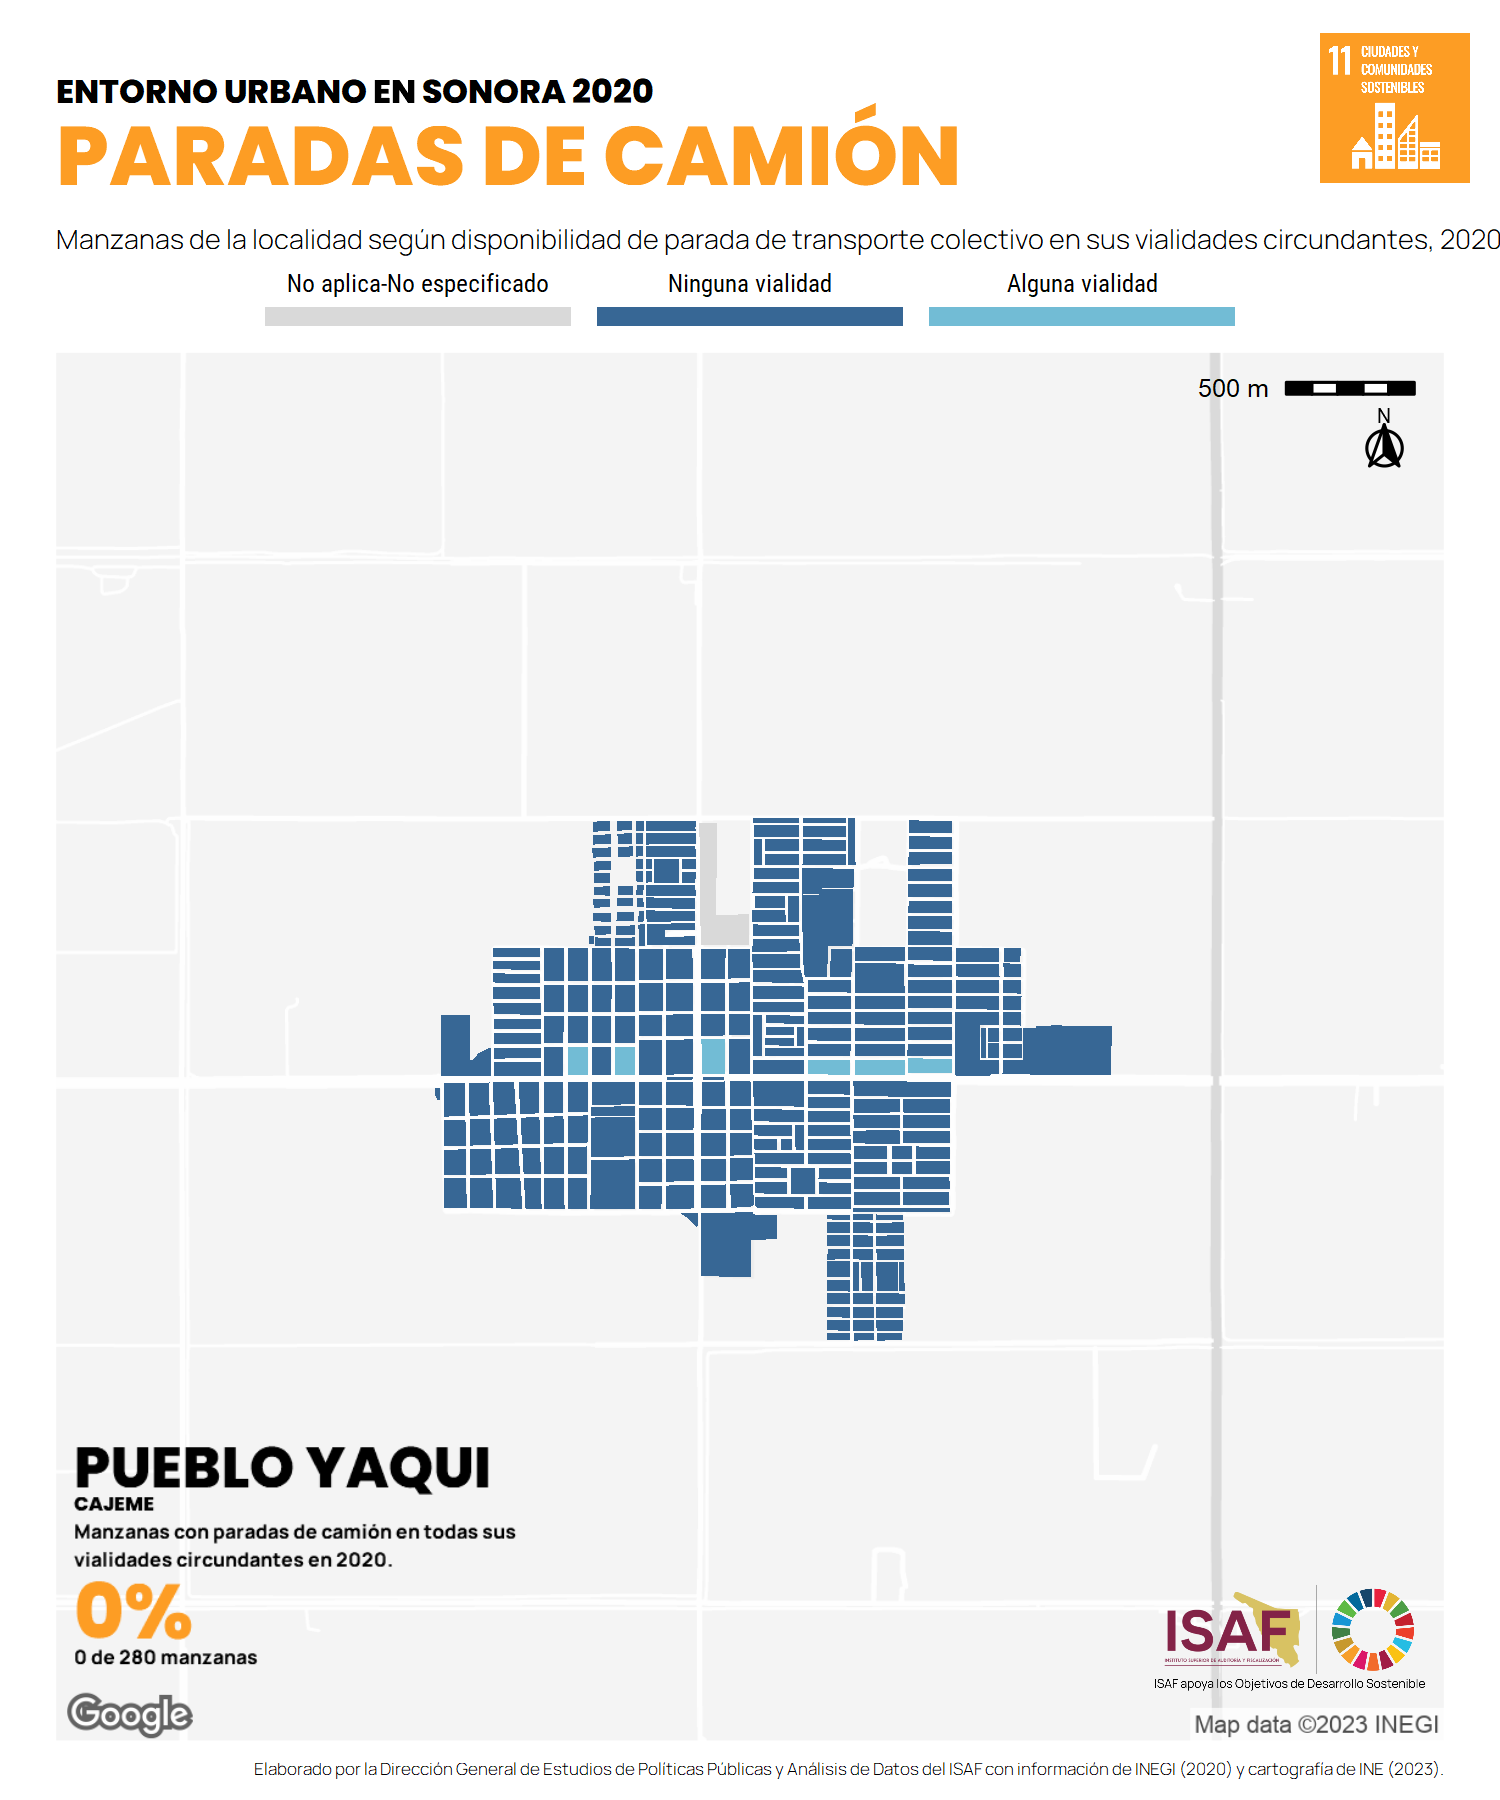 ENTORNO URBANO EN SONORA 2020
PARADAS DE CAMIÓN
11 CIUDADES Y
COMUNIDADES
SOSTENIBLES
Manzanas de la localidad según disponibilidad de parada de transporte colectivo en sus vialidades circundantes, 2020
No aplica-No especificado
Ninguna vialidad
Alguna vialidad
500 m
N
PUEBLO YAQUI
CAJEME
Manzanas con paradas de camión en todas sus
vialidades circundantes en 2020.
0%
0 de 280 manzanas
Google
ISAF
INSTITUTO SUPERIOR DE AUDITORÍA Y FISCALIZACIÓN
ISAF apoya los Objetivos de Desarrollo Sostenible
Map data ©2023 INEGI
Elaborado por la Dirección General de Estudios de Políticas Públicas y Análisis de Datos del ISAF con información de INEGI (2020) y cartografía de INE (2023).